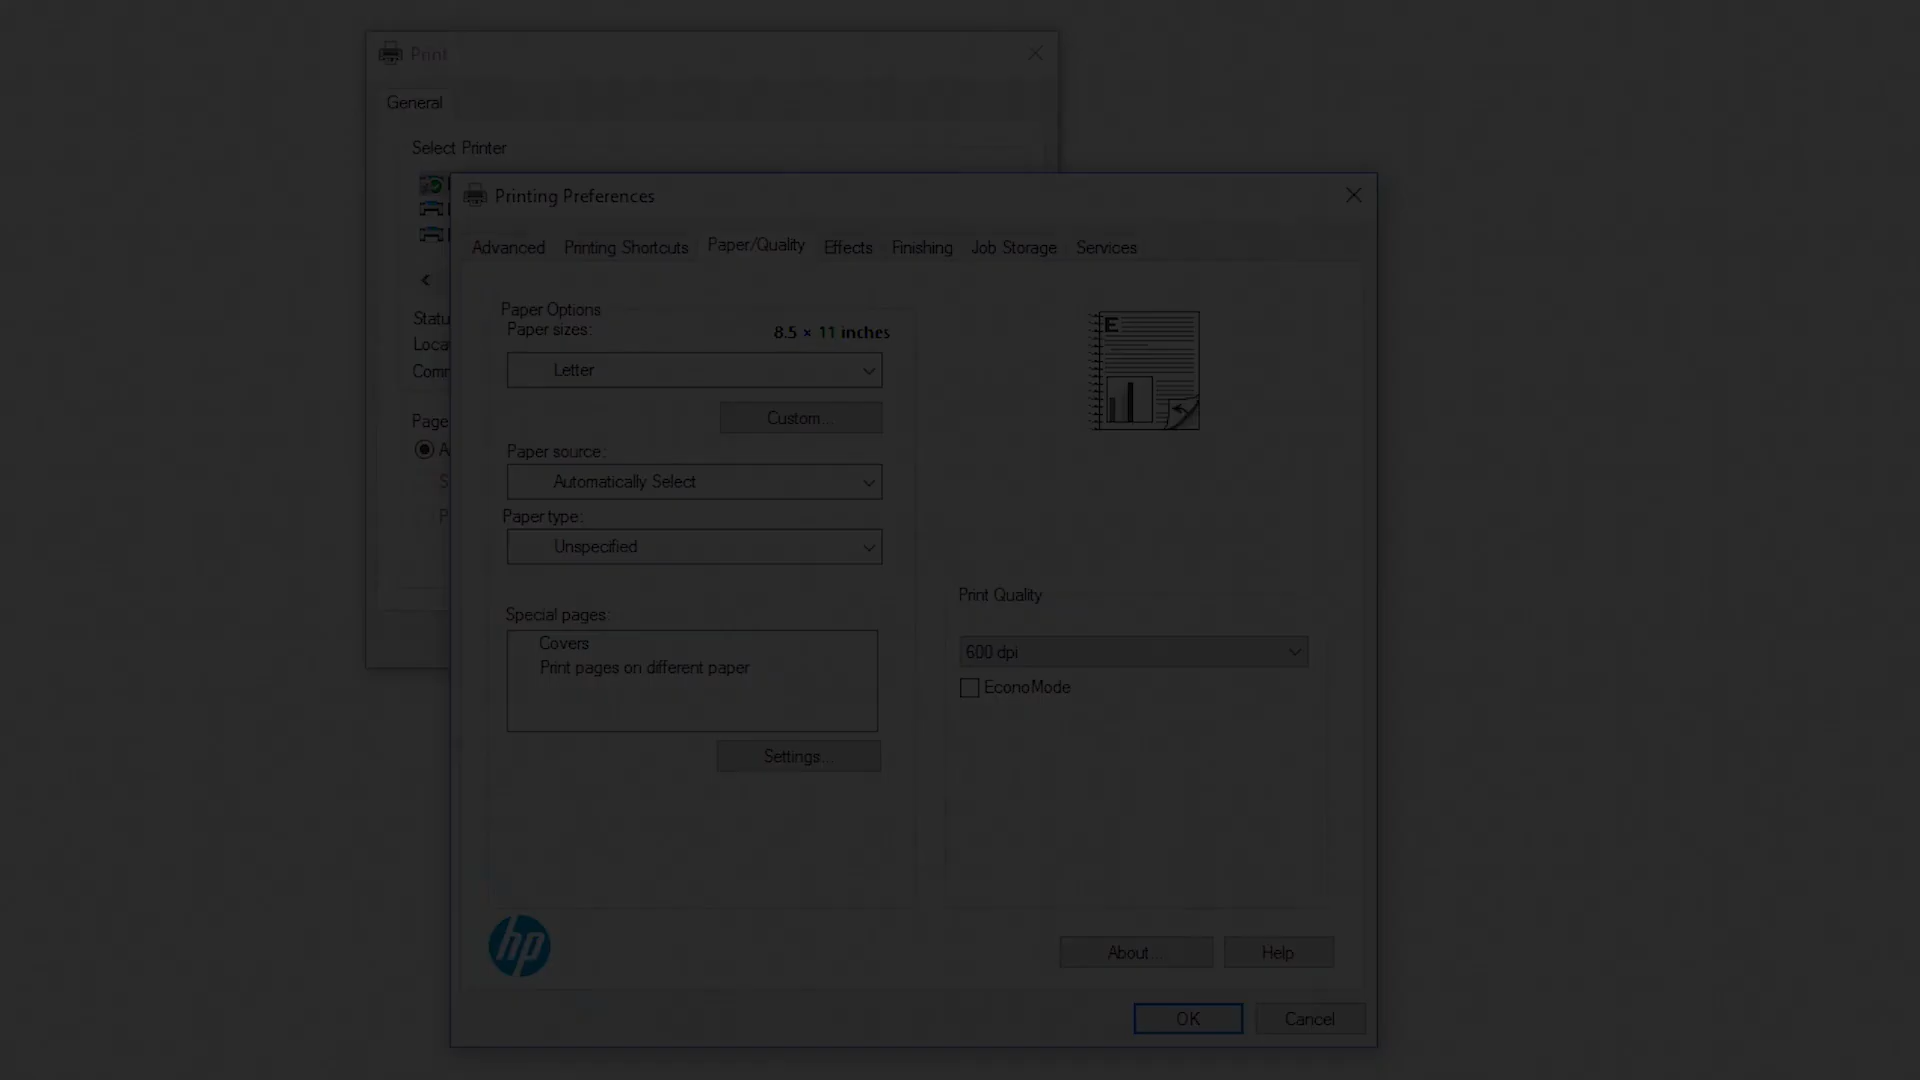 Print
General
Select Printer
Printing Preferences
Advanced Printing Shortcuts Paper/Quality Effects Finishing Job Storage Services
Statu
Loca
Comm
Page
A
S
P
Paper Options
Paper sizes:
8.5 × 11 inches
Letter
Custom...
Paper source:
Automatically Select
Paper type:
Unspecified
Special pages:
Covers
Print pages on different paper
Settings...
E
Print Quality
600 dpi
EconoMode
hp
About...
Help
OK
Cancel